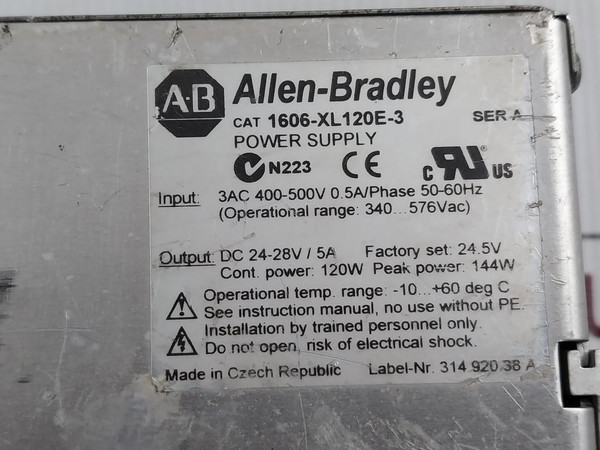 A-B Allen-Bradley
CAT 1606-XL120E-3 SER A
POWER SUPPLY
N223 CE C RU US
Input: 3AC 400-500V 0.5A/Phase 50-60Hz
(Operational range: 340...576Vac)
Output: DC 24-28V / 5A Factory set: 24.5V
Cont. power: 120W Peak power: 144W
Operational temp. range: -10...+60 deg C
See instruction manual, no use without PE.
Installation by trained personnel only.
Do not open, risk of electrical shock.
Made in Czech Republic Label-Nr. 314 920.38 A